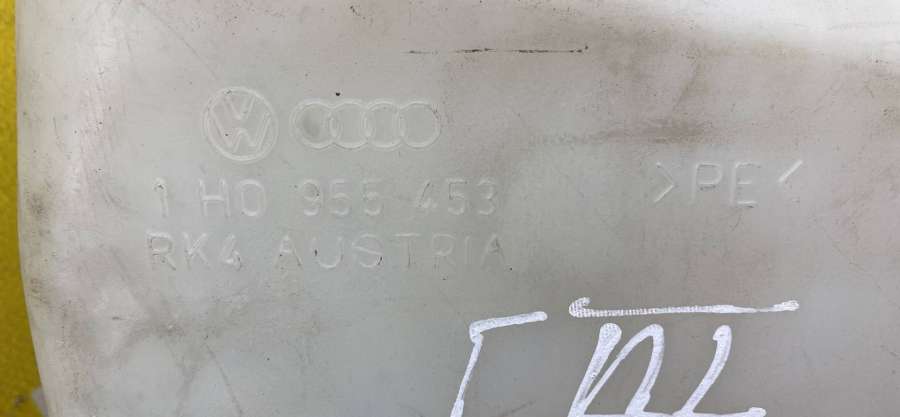 1 H0 955 453
>PE<
RK4 AUSTRIA